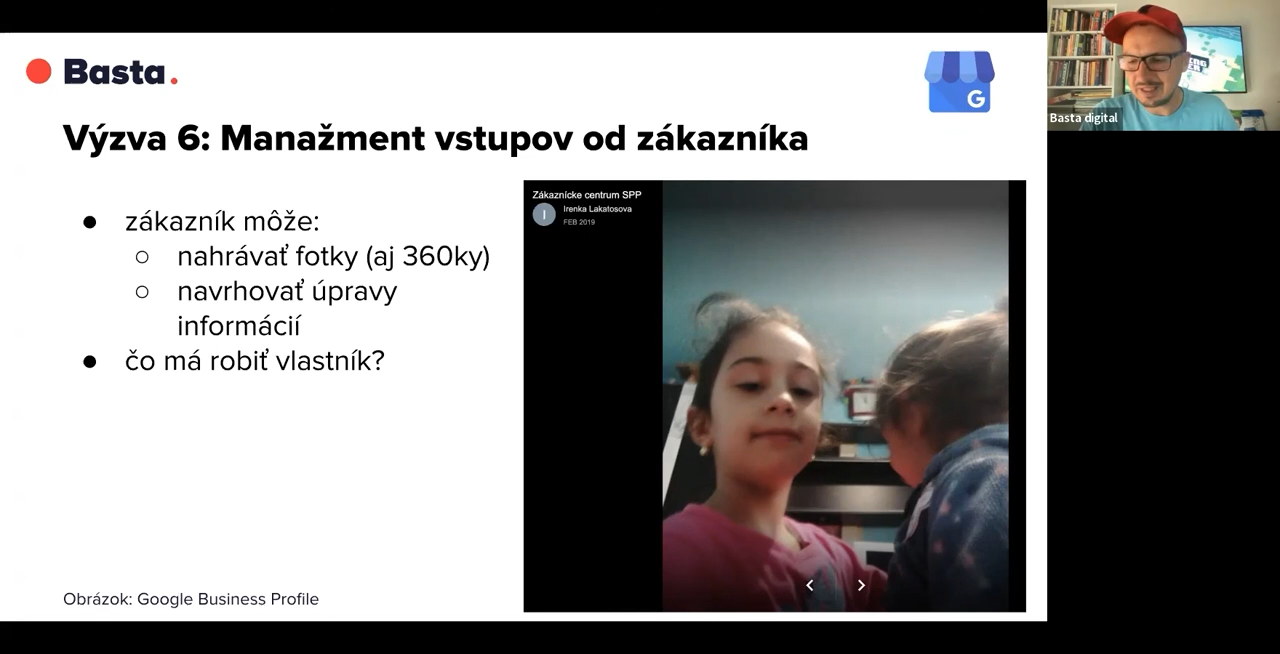 Basta.
Výzva 6: Manažment vstupov od zákazníka
● zákazník môže:
○ nahrávať fotky (aj 360ky)
○ navrhovať úpravy
informácií
● čo má robiť vlastník?
Zákaznícke centrum SPP
I
Irenka Lakatosova
FEB 2019
Obrázok: Google Business Profile
G
Basta digital